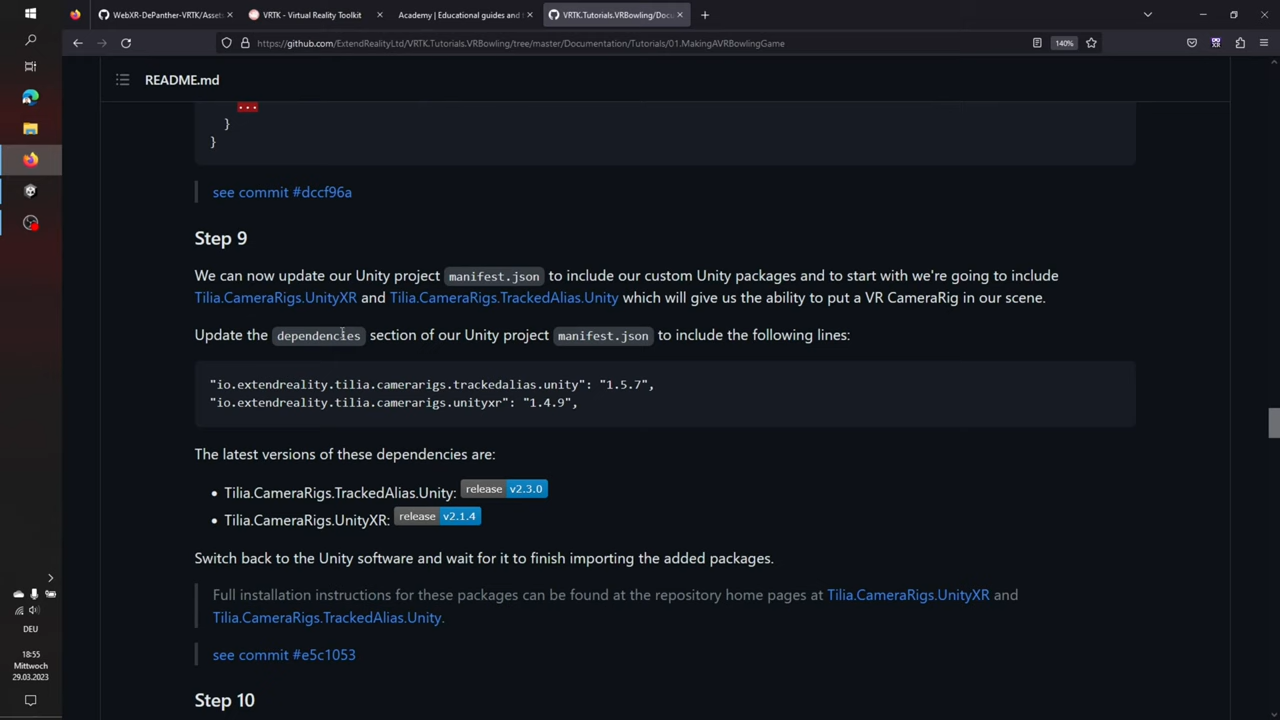 WebXR-DePanther-VRTK/Assets
VRTK - Virtual Reality Toolkit
Academy | Educational guides and t
VRTK.Tutorials.VRBowling/Docu
https://github.com/ExtendRealityLtd/VRTK.Tutorials.VRBowling/tree/master/Documentation/Tutorials/01.MakingAVRBowlingGame
140%
README.md
...
}
}
see commit #dccf96a
Step 9
We can now update our Unity project manifest.json to include our custom Unity packages and to start with we're going to include
Tilia.CameraRigs.UnityXR and Tilia.CameraRigs.TrackedAlias.Unity which will give us the ability to put a VR CameraRig in our scene.
Update the dependencies section of our Unity project manifest.json to include the following lines:
"io.extendreality.tilia.camerarigs.trackedalias.unity": "1.5.7",
"io.extendreality.tilia.camerarigs.unityxr": "1.4.9",
The latest versions of these dependencies are:
• Tilia.CameraRigs.TrackedAlias.Unity: release v2.3.0
• Tilia.CameraRigs.UnityXR: release v2.1.4
Switch back to the Unity software and wait for it to finish importing the added packages.
Full installation instructions for these packages can be found at the repository home pages at Tilia.CameraRigs.UnityXR and
Tilia.CameraRigs.TrackedAlias.Unity.
see commit #e5c1053
Step 10
DEU
18:55
Mittwoch
29.03.2023